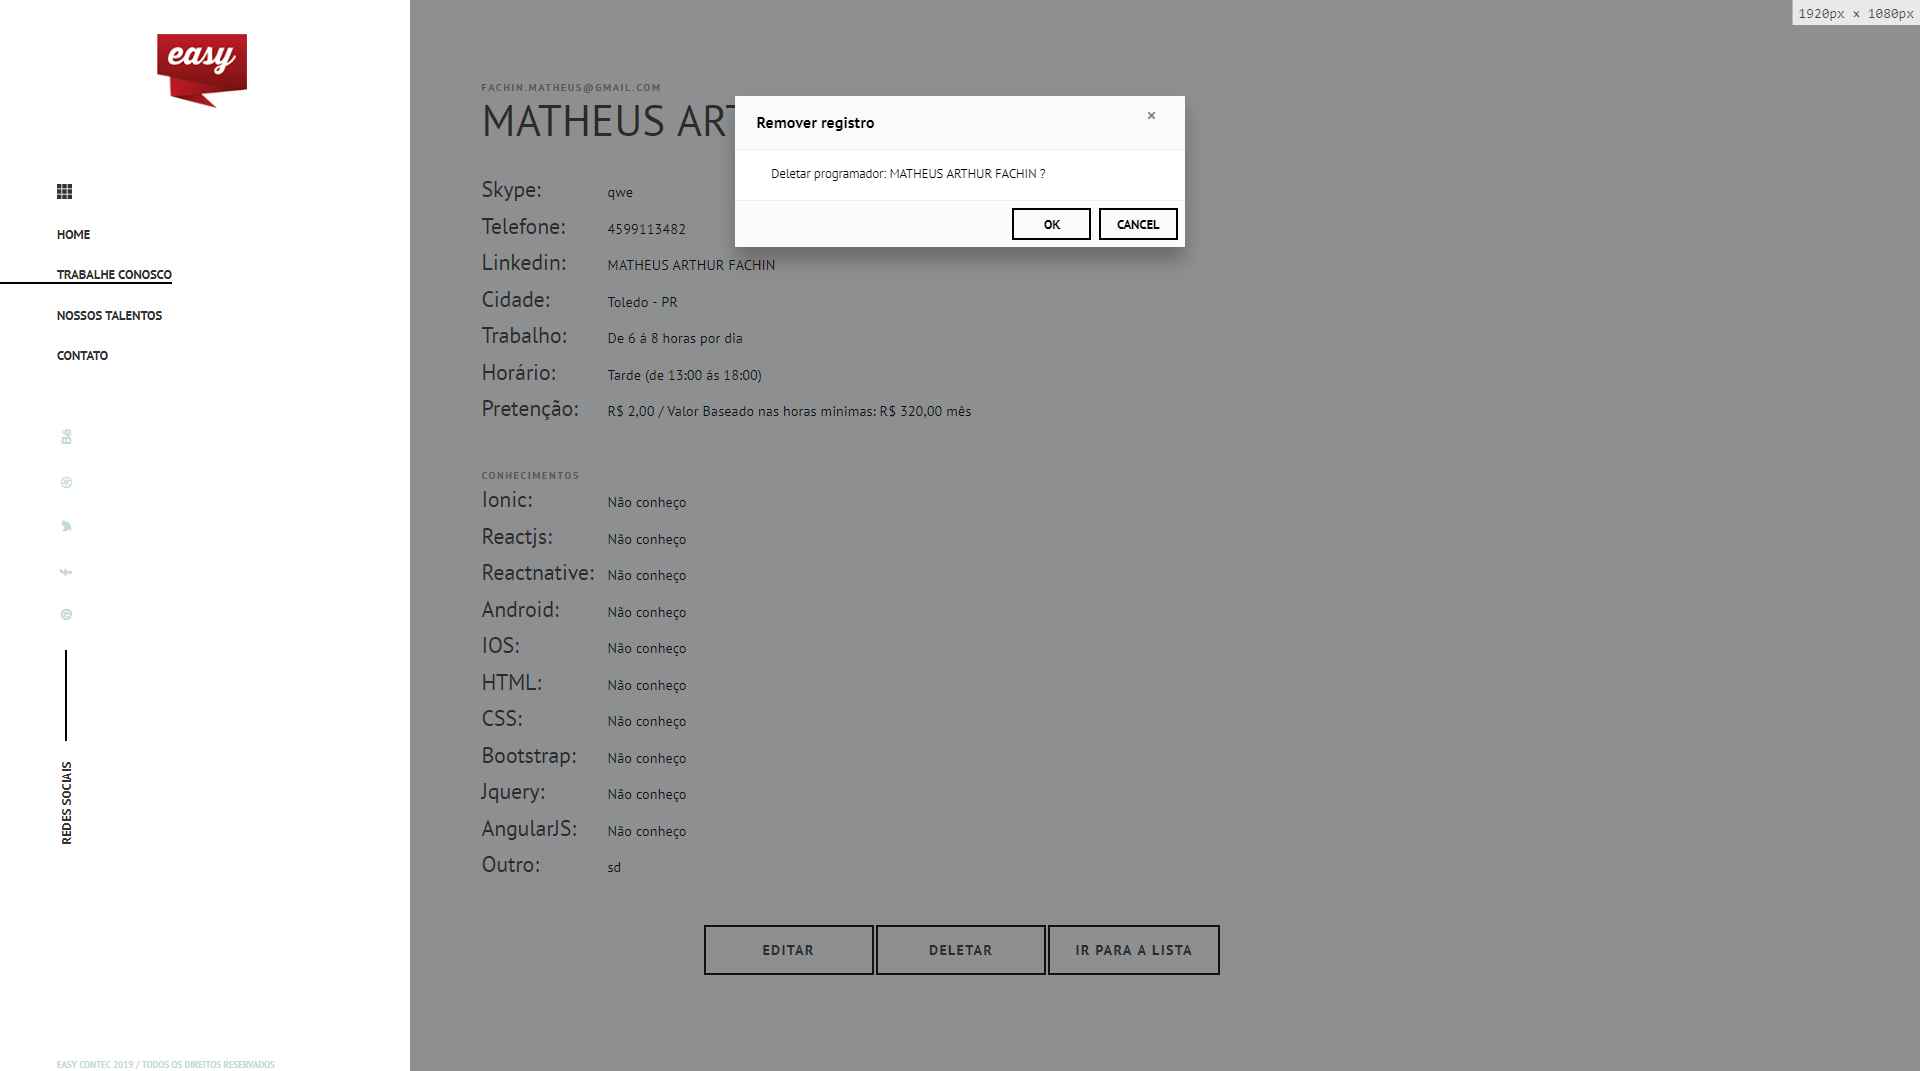 1920px × 1080px
easy
HOME
TRABALHE CONOSCO
NOSSOS TALENTOS
CONTATO
REDES SOCIAIS
EASY CONTEC 2019 / TODOS OS DIREITOS RESERVADOS
FACHIN.MATHEUS@GMAIL.COM
MATHEUS ART
Remover registro
×
Deletar programador: MATHEUS ARTHUR FACHIN ?
OK CANCEL
Skype: qwe
Telefone: 4599113482
Linkedin: MATHEUS ARTHUR FACHIN
Cidade: Toledo - PR
Trabalho: De 6 á 8 horas por dia
Horário: Tarde (de 13:00 ás 18:00)
Pretenção: R$ 2,00 / Valor Baseado nas horas minimas: R$ 320,00 mês
CONHECIMENTOS
Ionic: Não conheço
Reactjs: Não conheço
Reactnative: Não conheço
Android: Não conheço
IOS: Não conheço
HTML: Não conheço
CSS: Não conheço
Bootstrap: Não conheço
Jquery: Não conheço
AngularJS: Não conheço
Outro: sd
EDITAR DELETAR IR PARA A LISTA